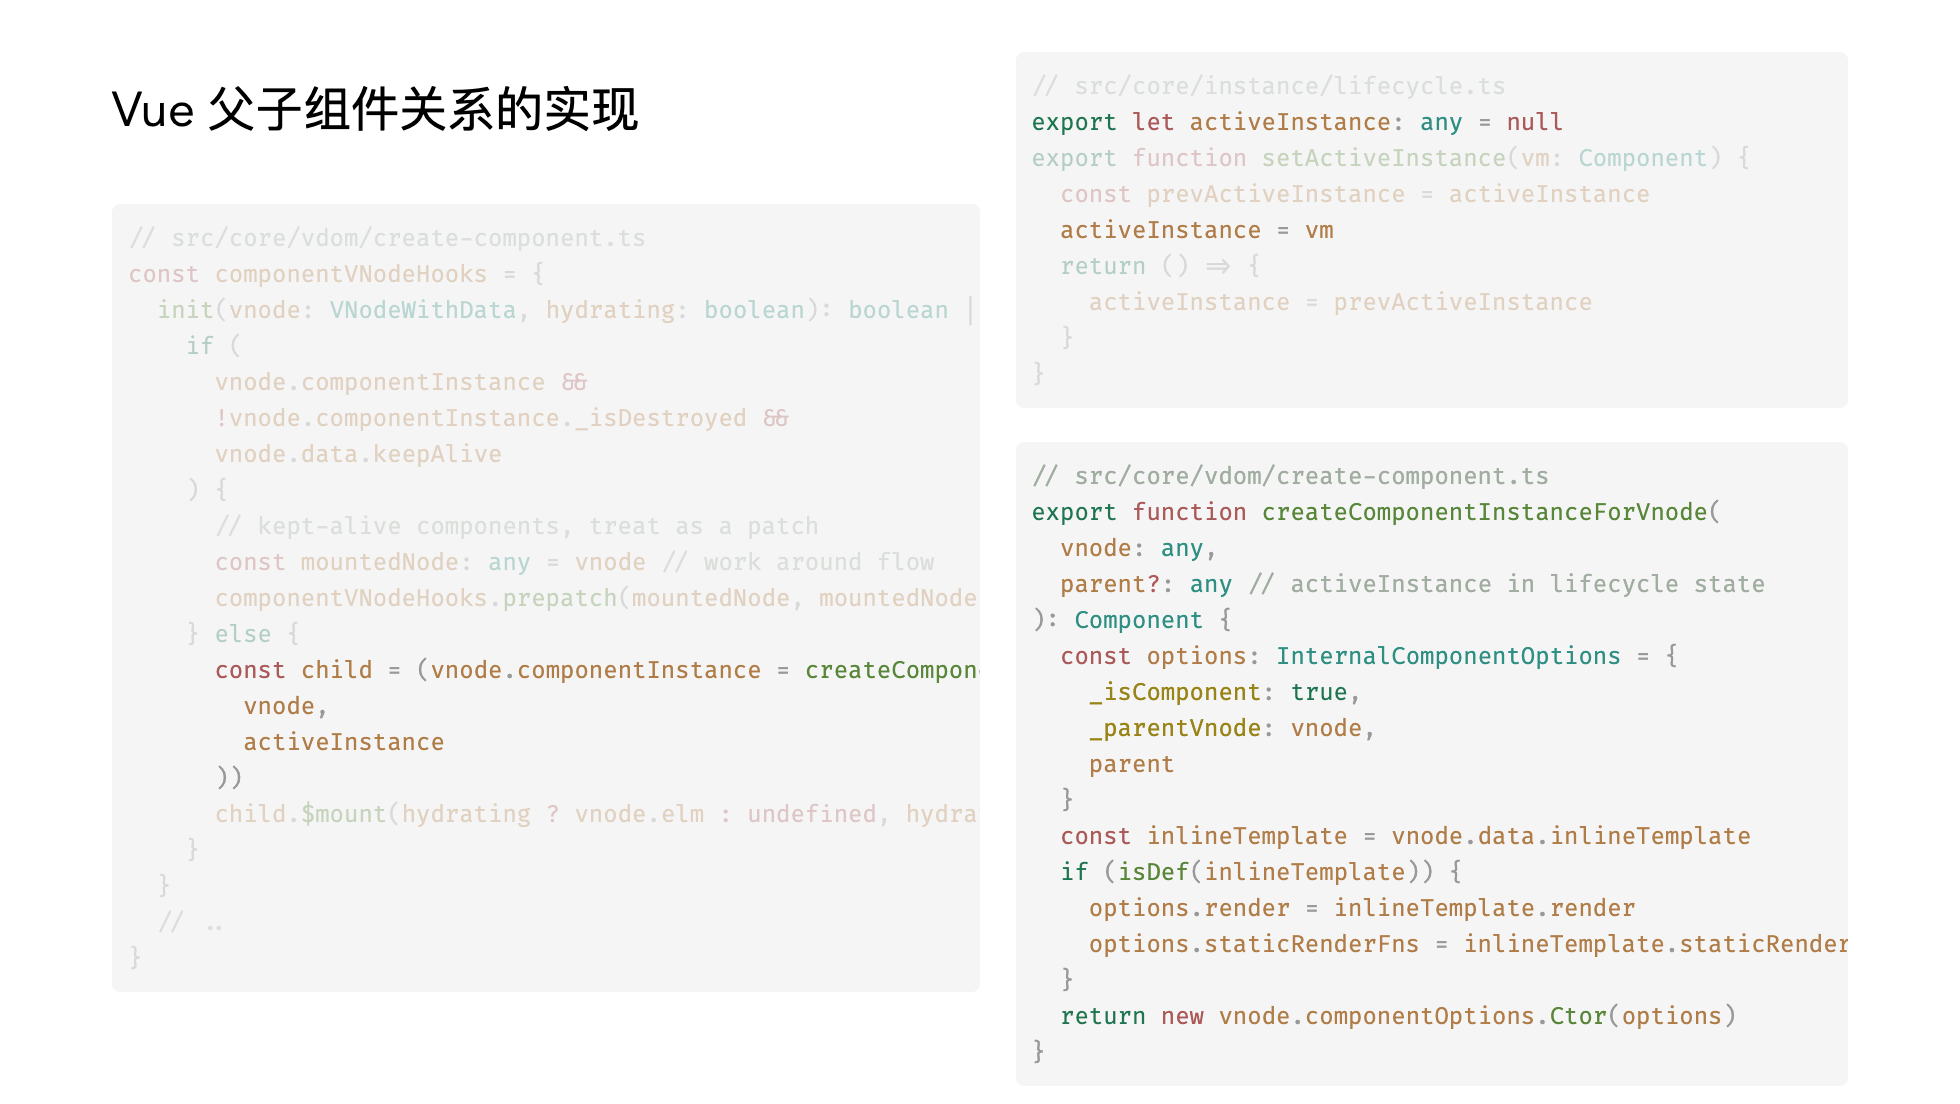 Vue 父子组件关系的实现
// src/core/vdom/create-component.ts
const componentVNodeHooks = {
  init(vnode: VNodeWithData, hydrating: boolean): boolean |
    if (
      vnode.componentInstance &&
      !vnode.componentInstance._isDestroyed &&
      vnode.data.keepAlive
    ) {
      // kept-alive components, treat as a patch
      const mountedNode: any = vnode // work around flow
      componentVNodeHooks.prepatch(mountedNode, mountedNode
    } else {
      const child = (vnode.componentInstance = createCompon
        vnode,
        activeInstance
      ))
      child.$mount(hydrating ? vnode.elm : undefined, hydra
    }
  }
  // ..
}
// src/core/instance/lifecycle.ts
export let activeInstance: any = null
export function setActiveInstance(vm: Component) {
  const prevActiveInstance = activeInstance
  activeInstance = vm
  return () => {
    activeInstance = prevActiveInstance
  }
}
// src/core/vdom/create-component.ts
export function createComponentInstanceForVnode(
  vnode: any,
  parent?: any // activeInstance in lifecycle state
): Component {
  const options: InternalComponentOptions = {
    _isComponent: true,
    _parentVnode: vnode,
    parent
  }
  const inlineTemplate = vnode.data.inlineTemplate
  if (isDef(inlineTemplate)) {
    options.render = inlineTemplate.render
    options.staticRenderFns = inlineTemplate.staticRender
  }
  return new vnode.componentOptions.Ctor(options)
}